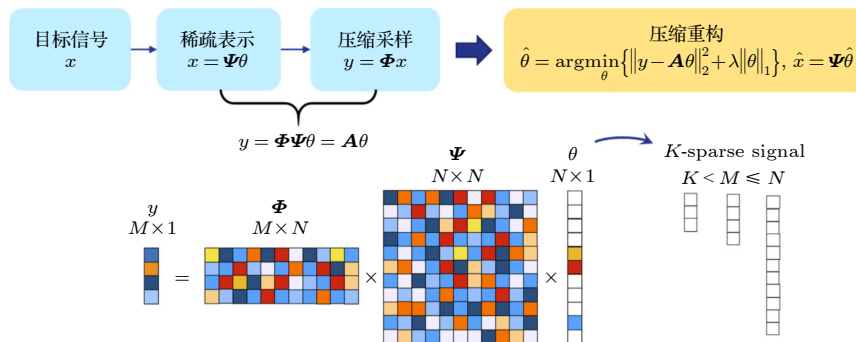 目标信号
x
稀疏表示
x = Ψθ
压缩采样
y = Φx
压缩重构
θ̂ = argmin_θ {‖y − Aθ‖₂² + λ‖θ‖₁}, x̂ = Ψθ̂
y = ΦΨθ = Aθ
y
M × 1
=
Φ
M × N
×
Ψ
N × N
×
θ
N × 1
K-sparse signal
K < M ⩽ N